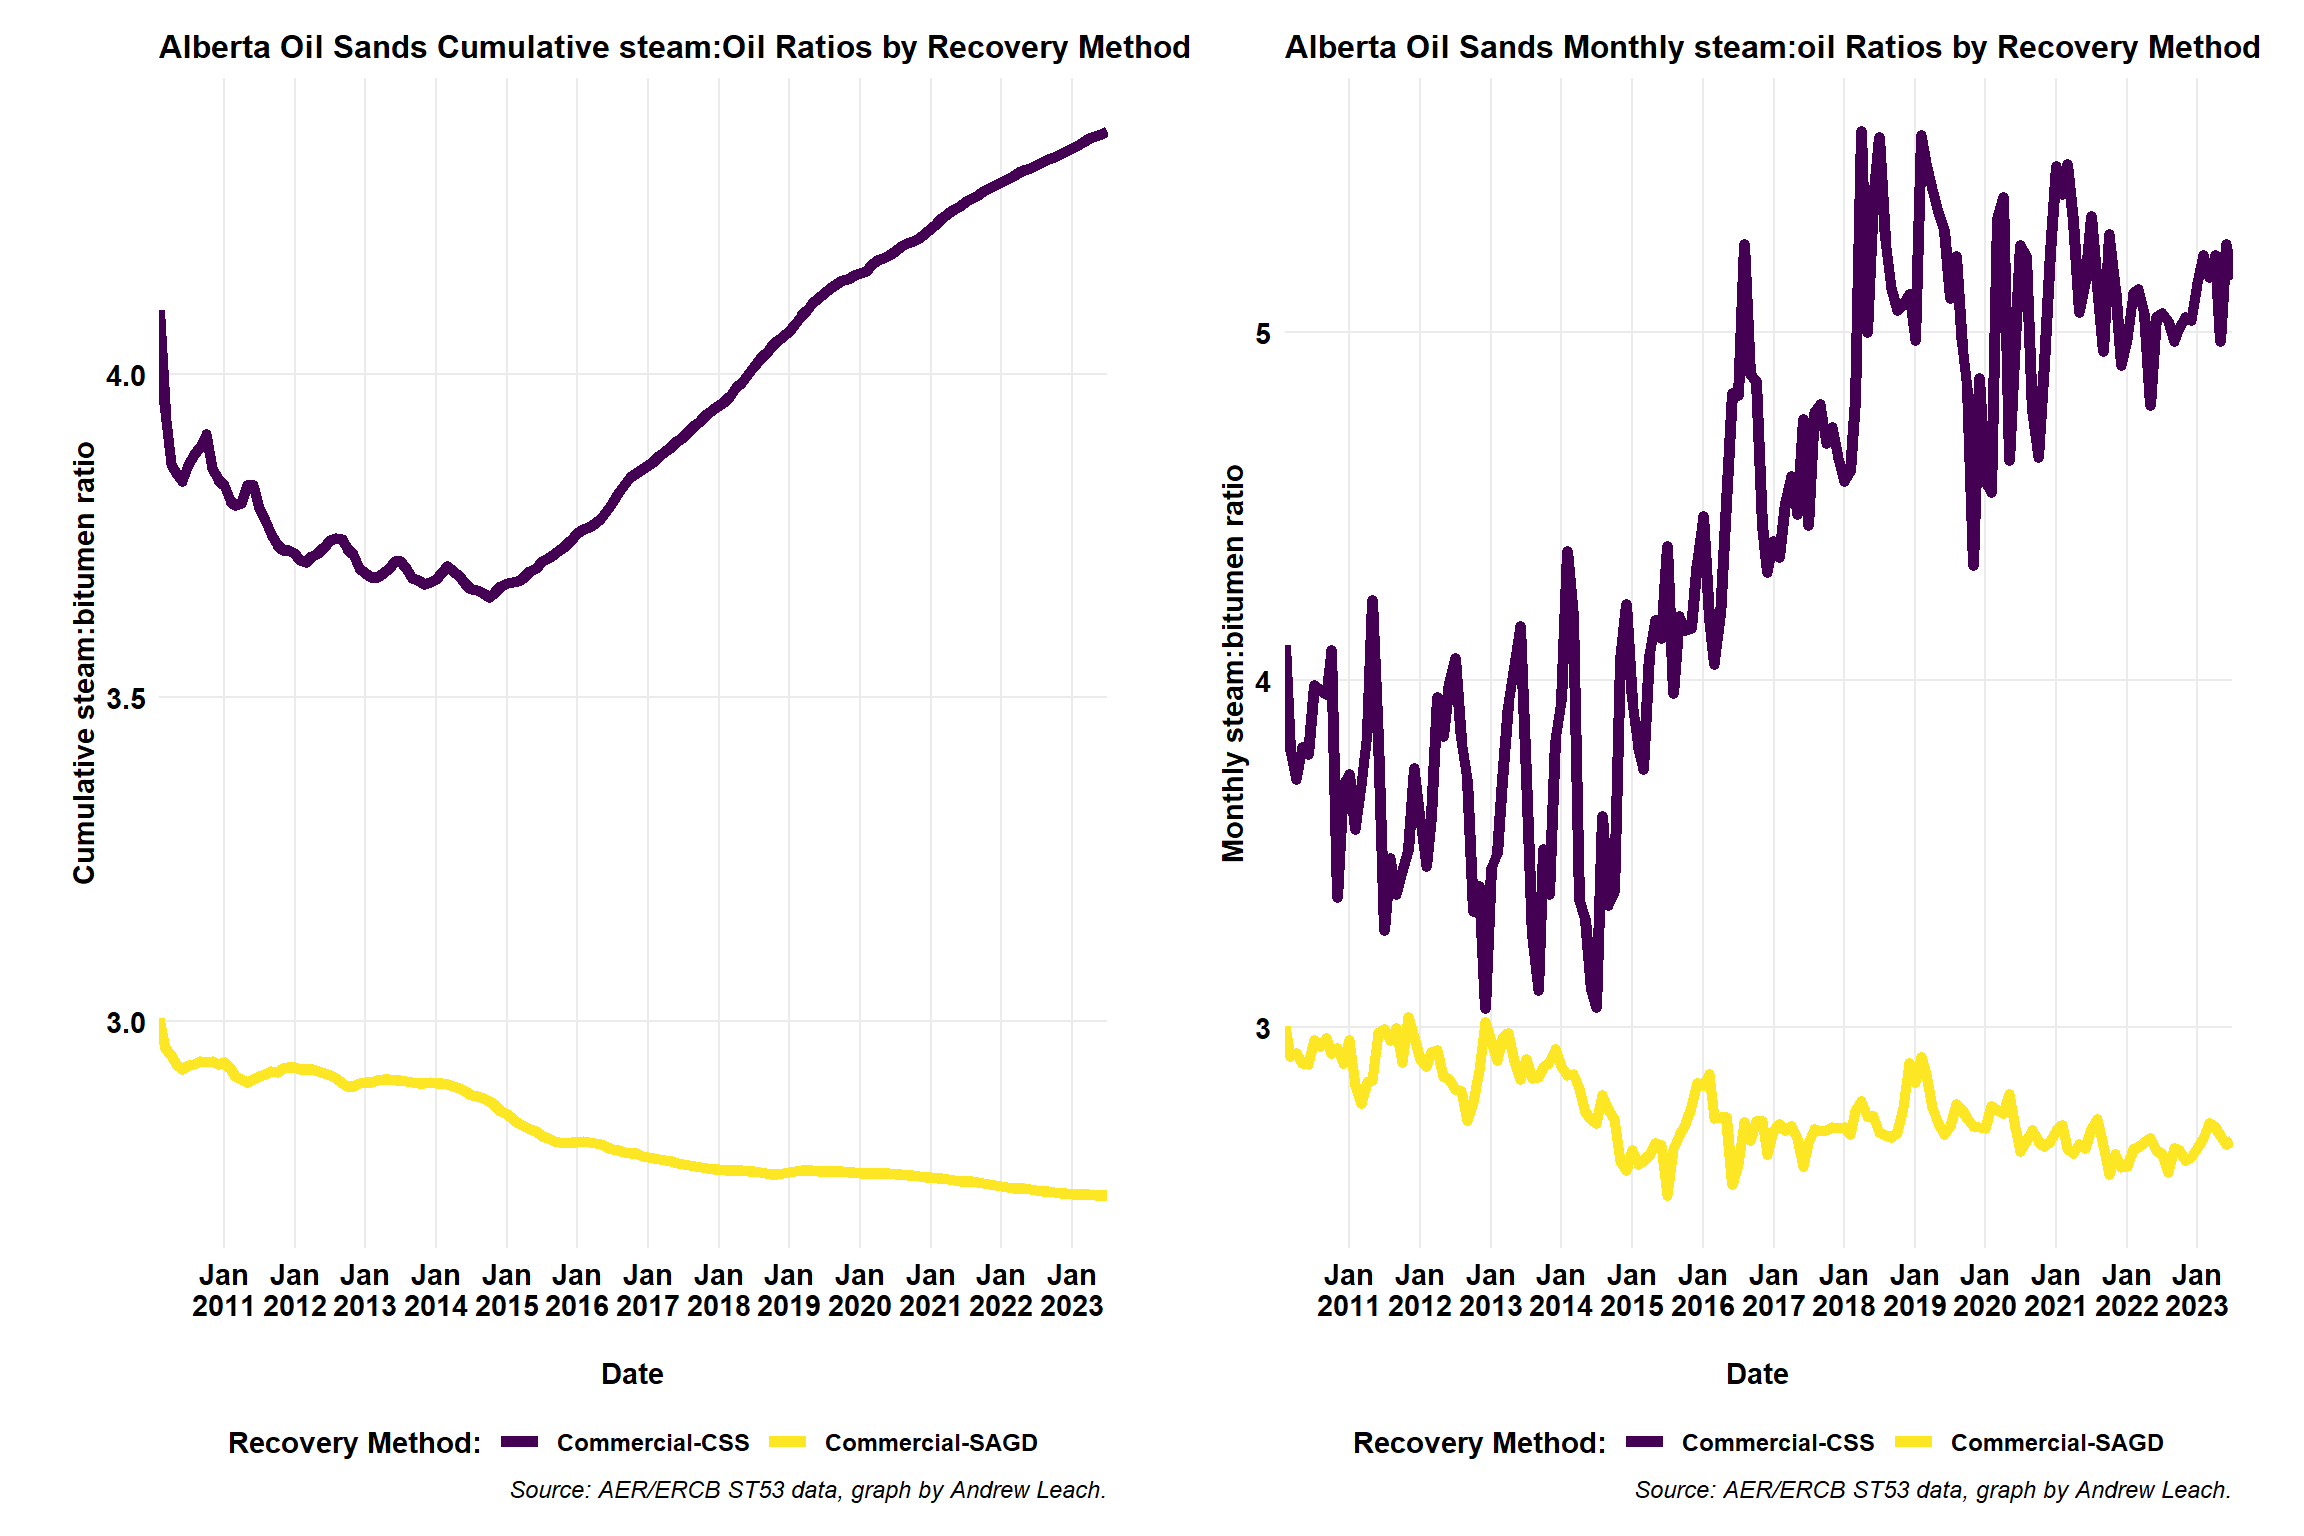 Alberta Oil Sands Cumulative steam:Oil Ratios by Recovery Method
Cumulative steam:bitumen ratio
4.0
3.5
3.0
Jan Jan Jan Jan Jan Jan Jan Jan Jan Jan Jan Jan Jan
2011 2012 2013 2014 2015 2016 2017 2018 2019 2020 2021 2022 2023
Date
Recovery Method: Commercial-CSS Commercial-SAGD
Source: AER/ERCB ST53 data, graph by Andrew Leach.
Alberta Oil Sands Monthly steam:oil Ratios by Recovery Method
Monthly steam:bitumen ratio
5
4
3
Jan Jan Jan Jan Jan Jan Jan Jan Jan Jan Jan Jan Jan
2011 2012 2013 2014 2015 2016 2017 2018 2019 2020 2021 2022 2023
Date
Recovery Method: Commercial-CSS Commercial-SAGD
Source: AER/ERCB ST53 data, graph by Andrew Leach.